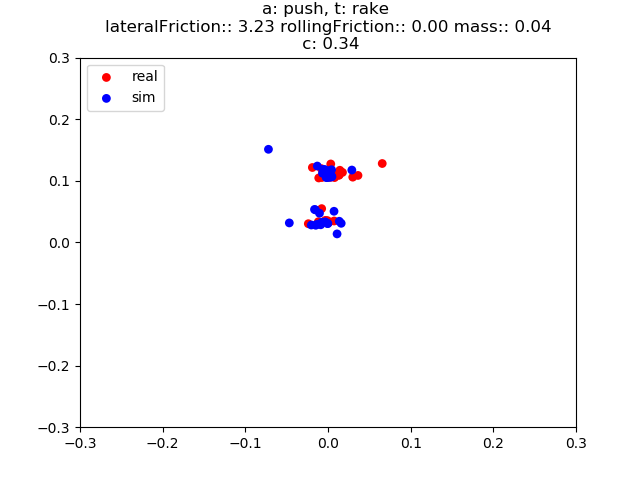 a: push, t: rake
lateralFriction:: 3.23 rollingFriction:: 0.00 mass:: 0.04
c: 0.34
real
sim
0.3
0.2
0.1
0.0
−0.1
−0.2
−0.3
−0.3
−0.2
−0.1
0.0
0.1
0.2
0.3